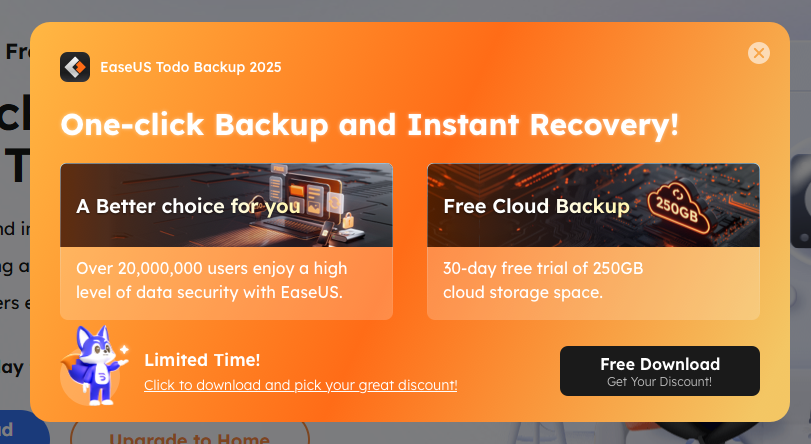 EaseUS Todo Backup 2025
One-click Backup and Instant Recovery!
A Better choice for you
Over 20,000,000 users enjoy a high
level of data security with EaseUS.
Free Cloud Backup
250GB
30-day free trial of 250GB
cloud storage space.
Limited Time!
Click to download and pick your great discount!
Free Download
Get Your Discount!
Upgrade to Home